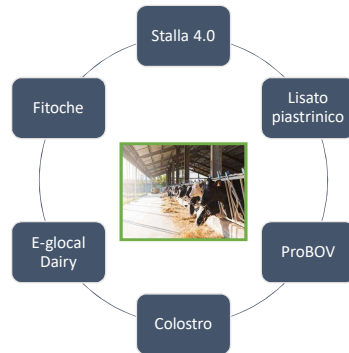 Stalla 4.0
Lisato
piastrinico
ProBOV
Colostro
E-glocal
Dairy
Fitoche